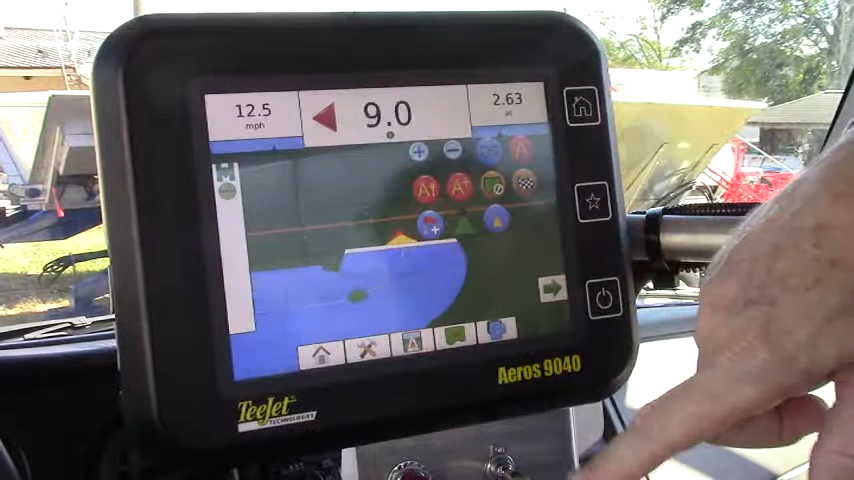 12.5
mph
9.0
2.63
ac
A
A
A
TeeJet
TECHNOLOGIES
Aeros 9040